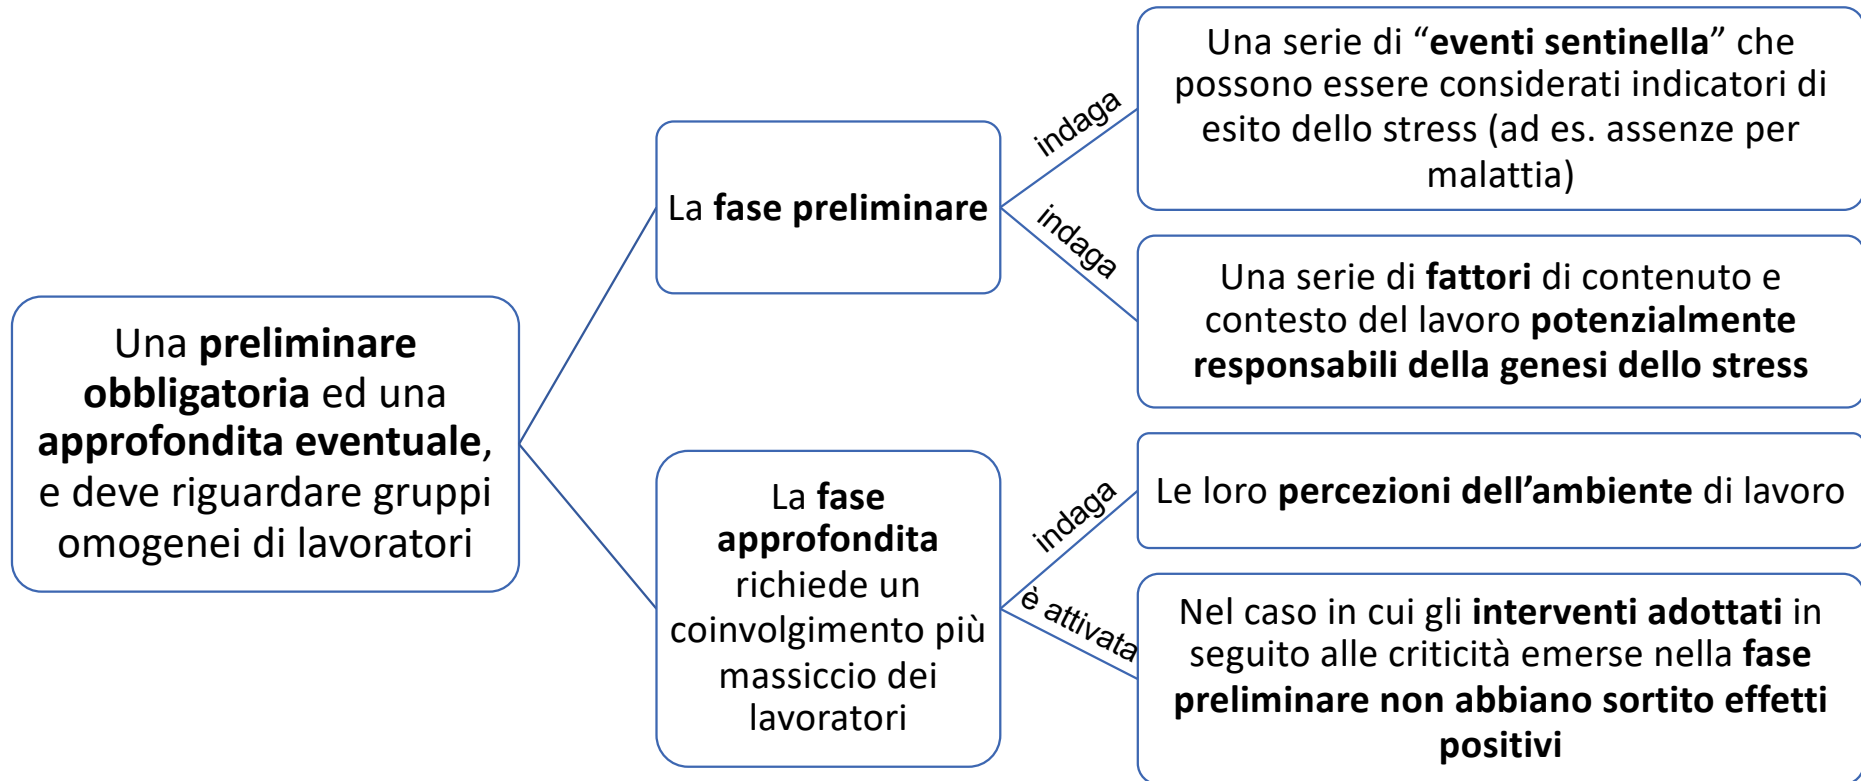 Una preliminare
obbligatoria ed una
approfondita eventuale,
e deve riguardare gruppi
omogenei di lavoratori
La fase preliminare
indaga
Una serie di “eventi sentinella” che
possono essere considerati indicatori di
esito dello stress (ad es. assenze per
malattia)
indaga
Una serie di fattori di contenuto e
contesto del lavoro potenzialmente
responsabili della genesi dello stress
La fase
approfondita
richiede un
coinvolgimento più
massiccio dei
lavoratori
indaga
Le loro percezioni dell’ambiente di lavoro
è attivata
Nel caso in cui gli interventi adottati in
seguito alle criticità emerse nella fase
preliminare non abbiano sortito effetti
positivi